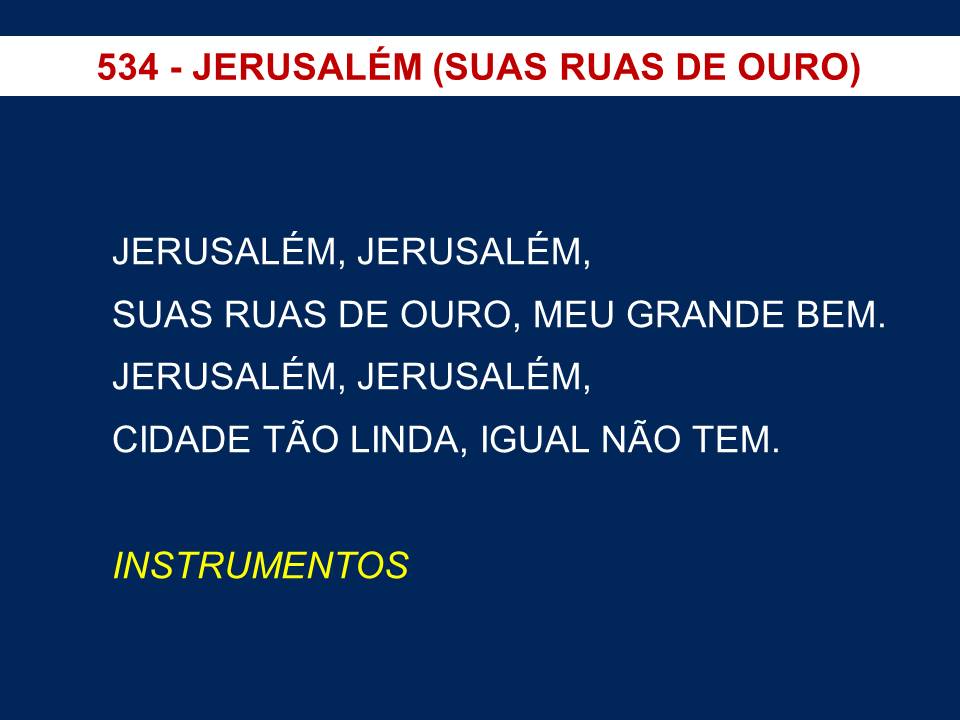 534 - JERUSALÉM (SUAS RUAS DE OURO)
JERUSALÉM, JERUSALÉM,
SUAS RUAS DE OURO, MEU GRANDE BEM.
JERUSALÉM, JERUSALÉM,
CIDADE TÃO LINDA, IGUAL NÃO TEM.
INSTRUMENTOS